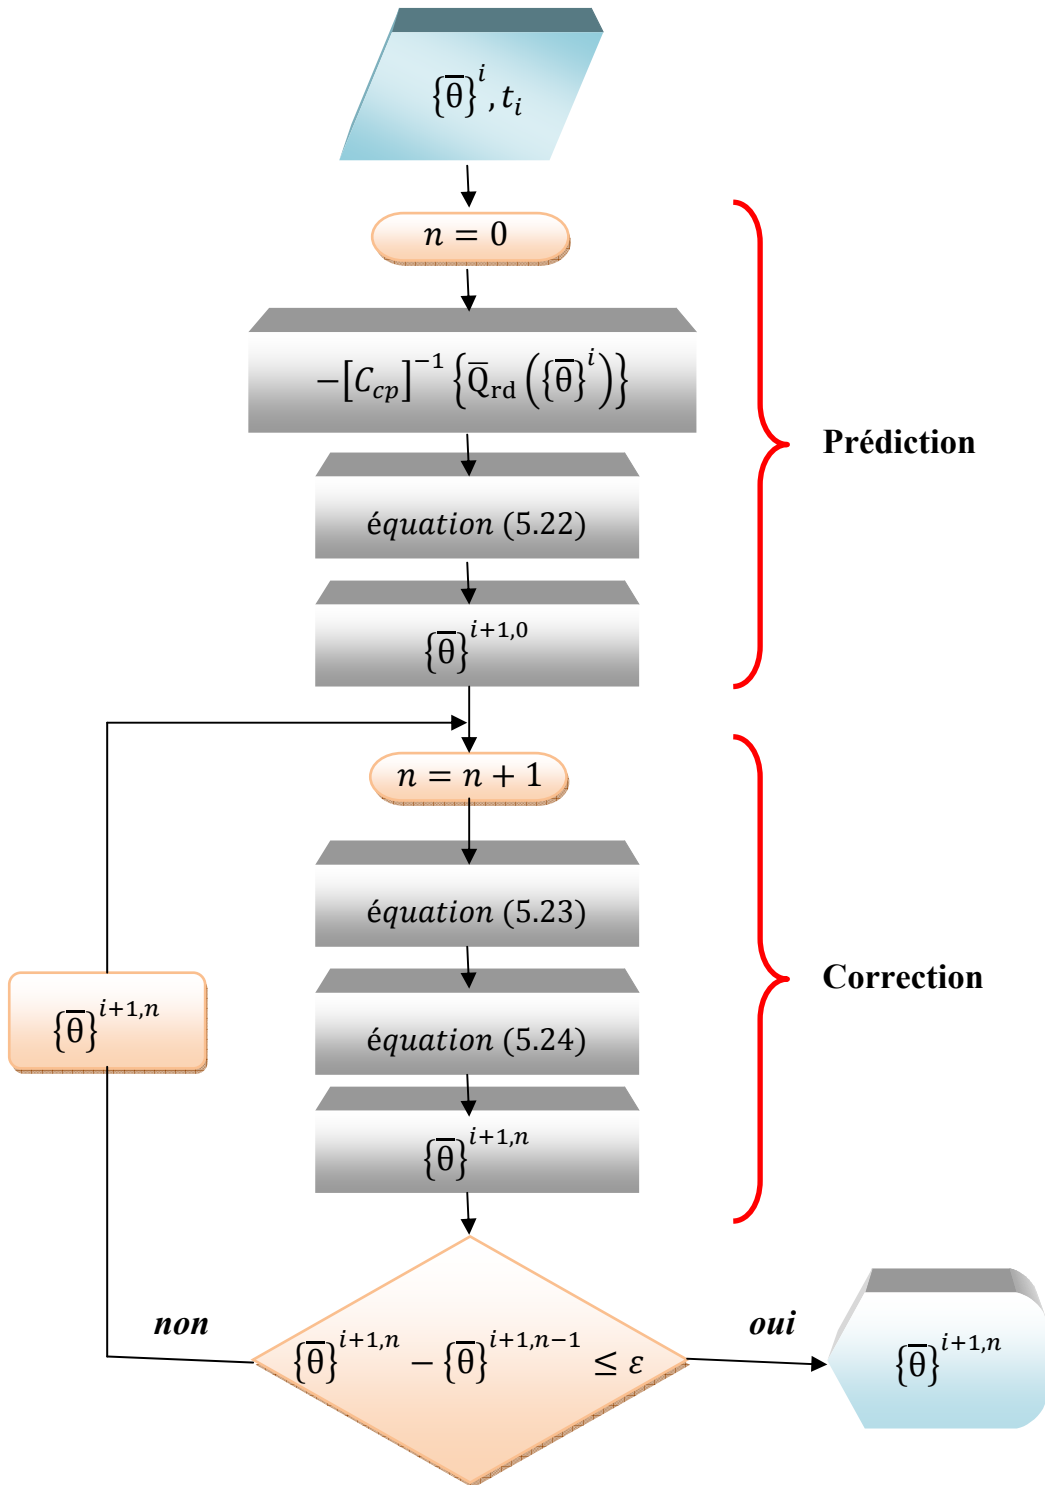 {θ̅}^i, t_i
n = 0
−[C_cp]^−1 {Q̅_rd ({θ̅}^i)}
Prédiction
équation (5.22)
{θ̅}^i+1,0
n = n + 1
équation (5.23)
Correction
{θ̅}^i+1,n
équation (5.24)
{θ̅}^i+1,n
non
{θ̅}^i+1,n − {θ̅}^i+1,n−1 ≤ ε
oui
{θ̅}^i+1,n